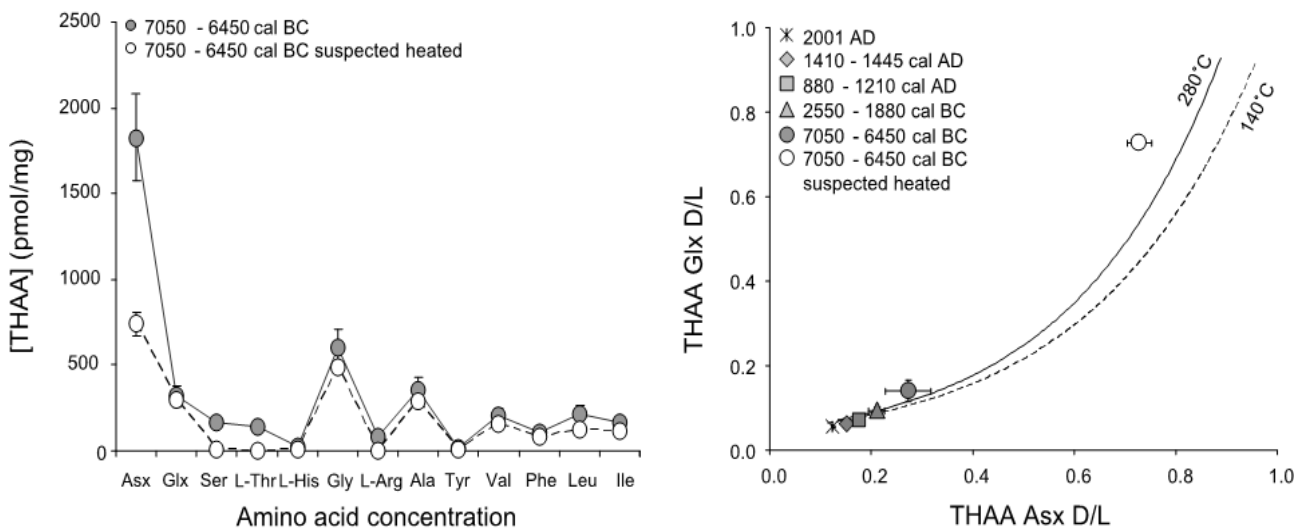 2500
2000
1500
1000
500
0
[THAA] (pmol/mg)
7050 - 6450 cal BC
7050 - 6450 cal BC suspected heated
Asx Glx Ser L-Thr L-His Gly L-Arg Ala Tyr Val Phe Leu Ile
Amino acid concentration
1.0
0.8
0.6
0.4
0.2
0.0
THAA Glx D/L
2001 AD
1410 - 1445 cal AD
880 - 1210 cal AD
2550 - 1880 cal BC
7050 - 6450 cal BC
7050 - 6450 cal BC
suspected heated
280˚C
140˚C
0.0 0.2 0.4 0.6 0.8 1.0
THAA Asx D/L